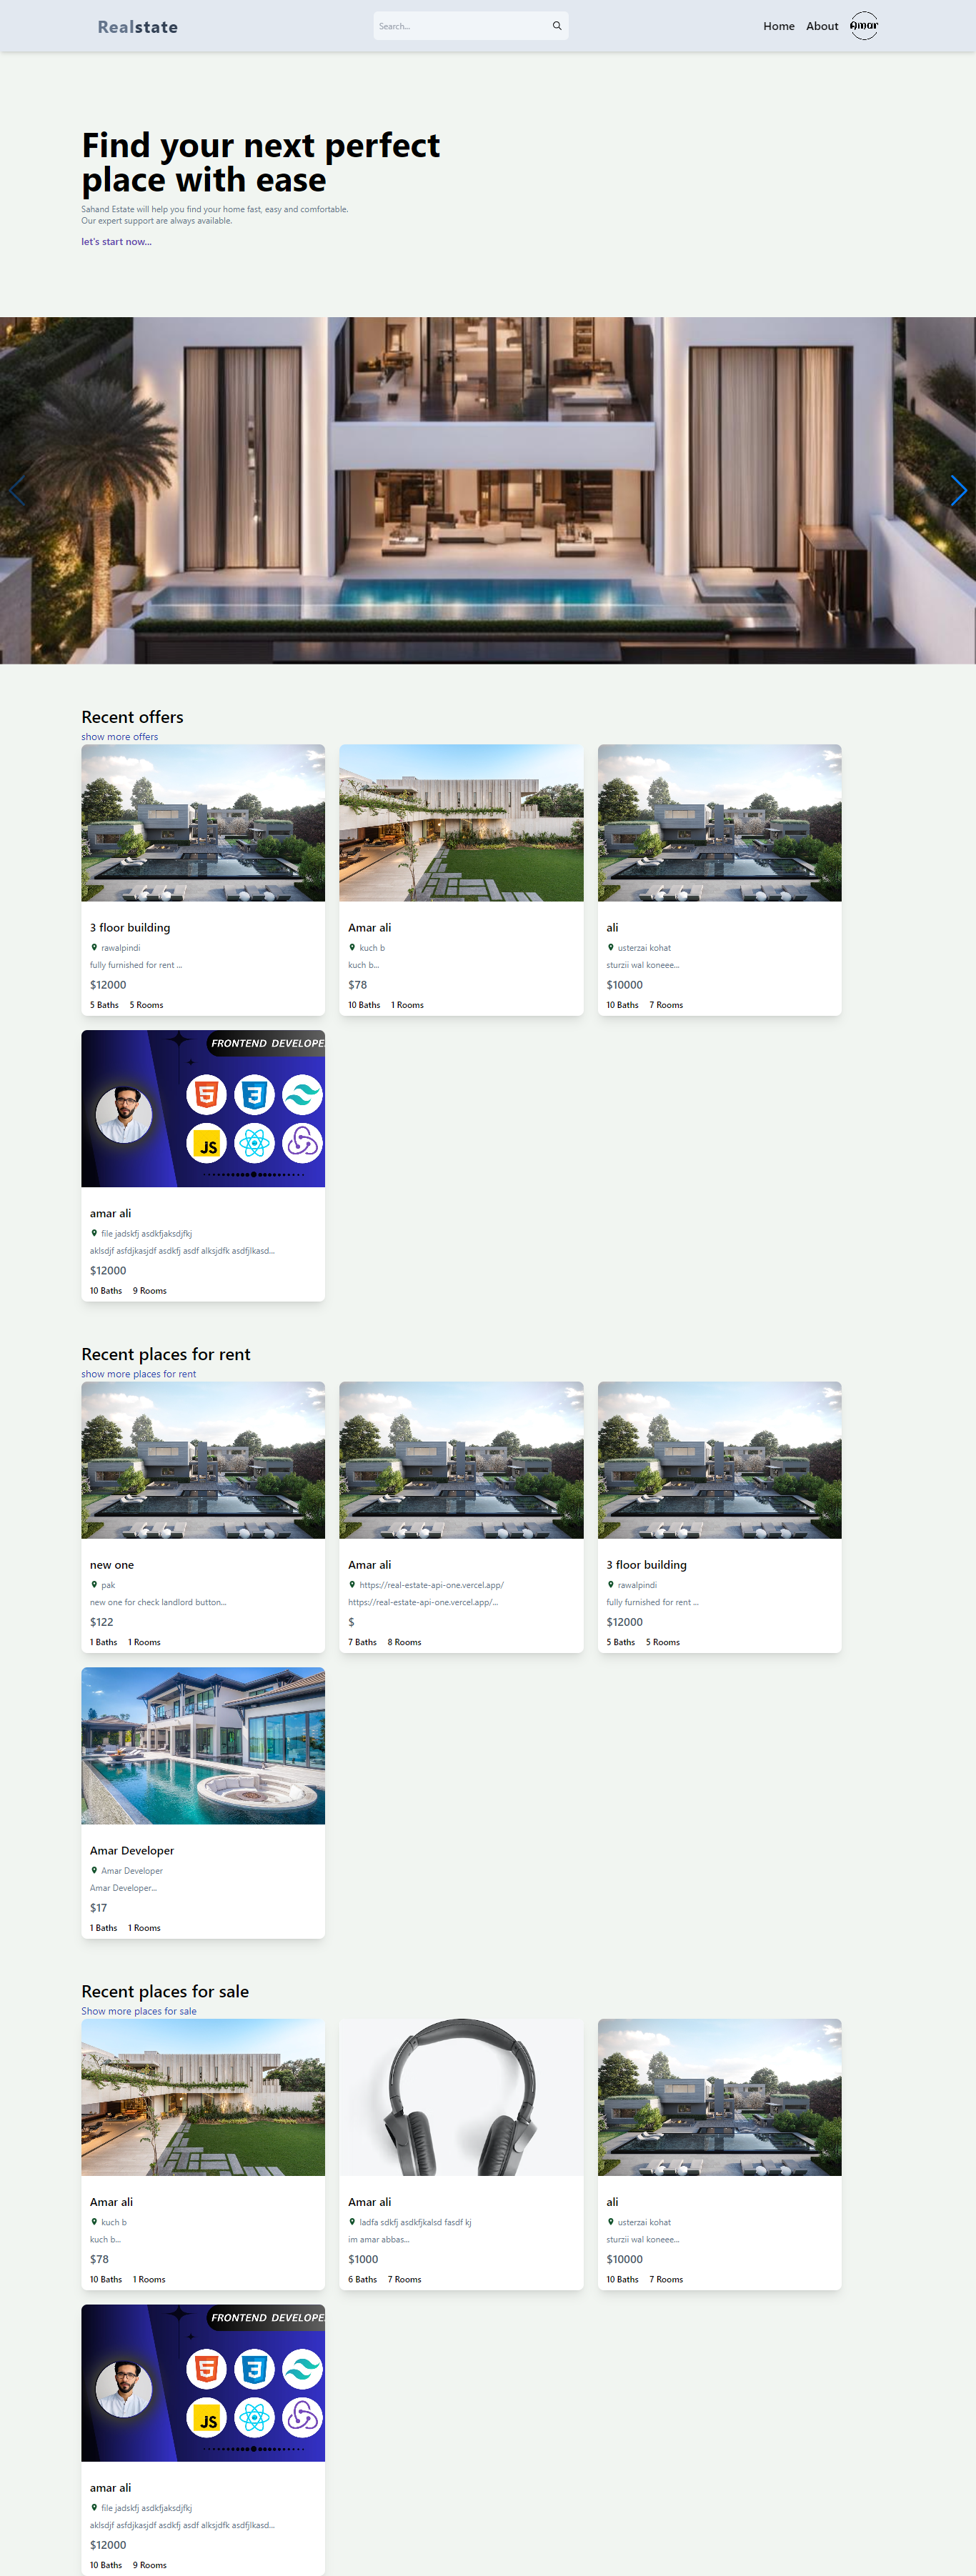 Realstate
Search...
Home About
Amar
Find your next perfect
place with ease
Sahand Estate will help you find your home fast, easy and comfortable.
Our expert support are always available.
let's start now...
Recent offers
show more offers
3 floor building
rawalpindi
fully furnished for rent ...
$12000
5 Baths 5 Rooms
Amar ali
kuch b
kuch b...
$78
10 Baths 1 Rooms
ali
usterzai kohat
sturzii wal koneee...
$10000
10 Baths 7 Rooms
FRONTEND DEVELOPE
5
3
JS
amar ali
file jadskfj asdkfjaksdjfkj
aklsdjf asfdjkasjdf asdkfj asdf alksjdfk asdfjlkasd...
$12000
10 Baths 9 Rooms
Recent places for rent
show more places for rent
new one
pak
new one for check landlord button...
$122
1 Baths 1 Rooms
Amar ali
https://real-estate-api-one.vercel.app/
https://real-estate-api-one.vercel.app/...
$
7 Baths 8 Rooms
3 floor building
rawalpindi
fully furnished for rent ...
$12000
5 Baths 5 Rooms
Amar Developer
Amar Developer
Amar Developer...
$17
1 Baths 1 Rooms
Recent places for sale
Show more places for sale
Amar ali
kuch b
kuch b...
$78
10 Baths 1 Rooms
Amar ali
ladfa sdkfj asdkfjkalsd fasdf kj
im amar abbas...
$1000
6 Baths 7 Rooms
ali
usterzai kohat
sturzii wal koneee...
$10000
10 Baths 7 Rooms
FRONTEND DEVELOPE
5
3
JS
amar ali
file jadskfj asdkfjaksdjfkj
aklsdjf asfdjkasjdf asdkfj asdf alksjdfk asdfjlkasd...
$12000
10 Baths 9 Rooms